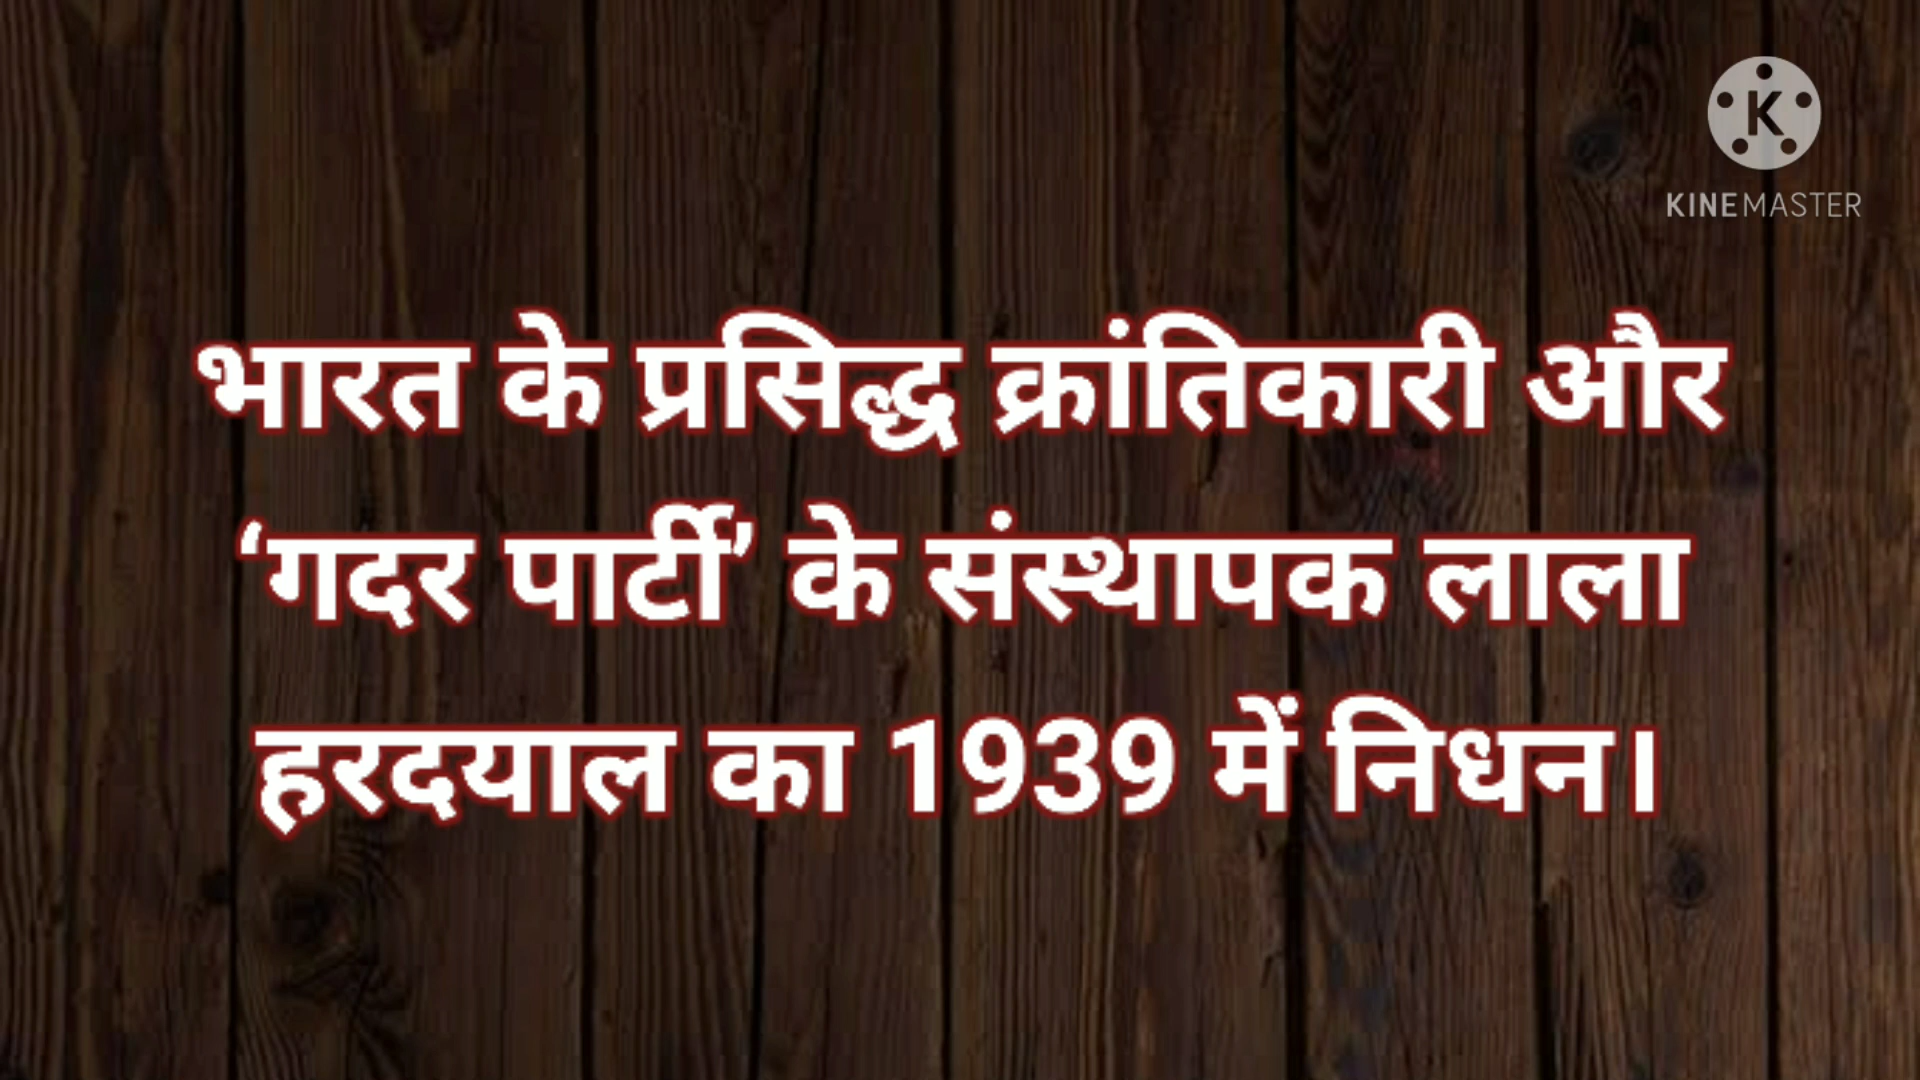 K
KINEMASTER
भारत के प्रसिद्ध क्रांतिकारी और
‘गदर पार्टी’ के संस्थापक लाला
हरदयाल का 1939 में निधन।